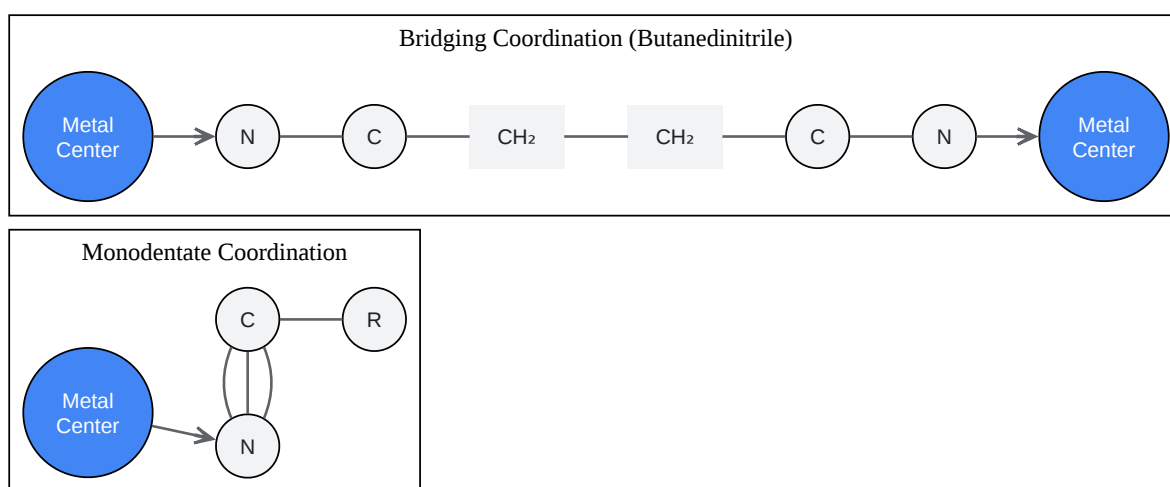 Bridging Coordination (Butanedinitrile)
Metal
Center
N
C
CH₂
CH₂
C
N
Metal
Center
Monodentate Coordination
C
R
Metal
Center
N